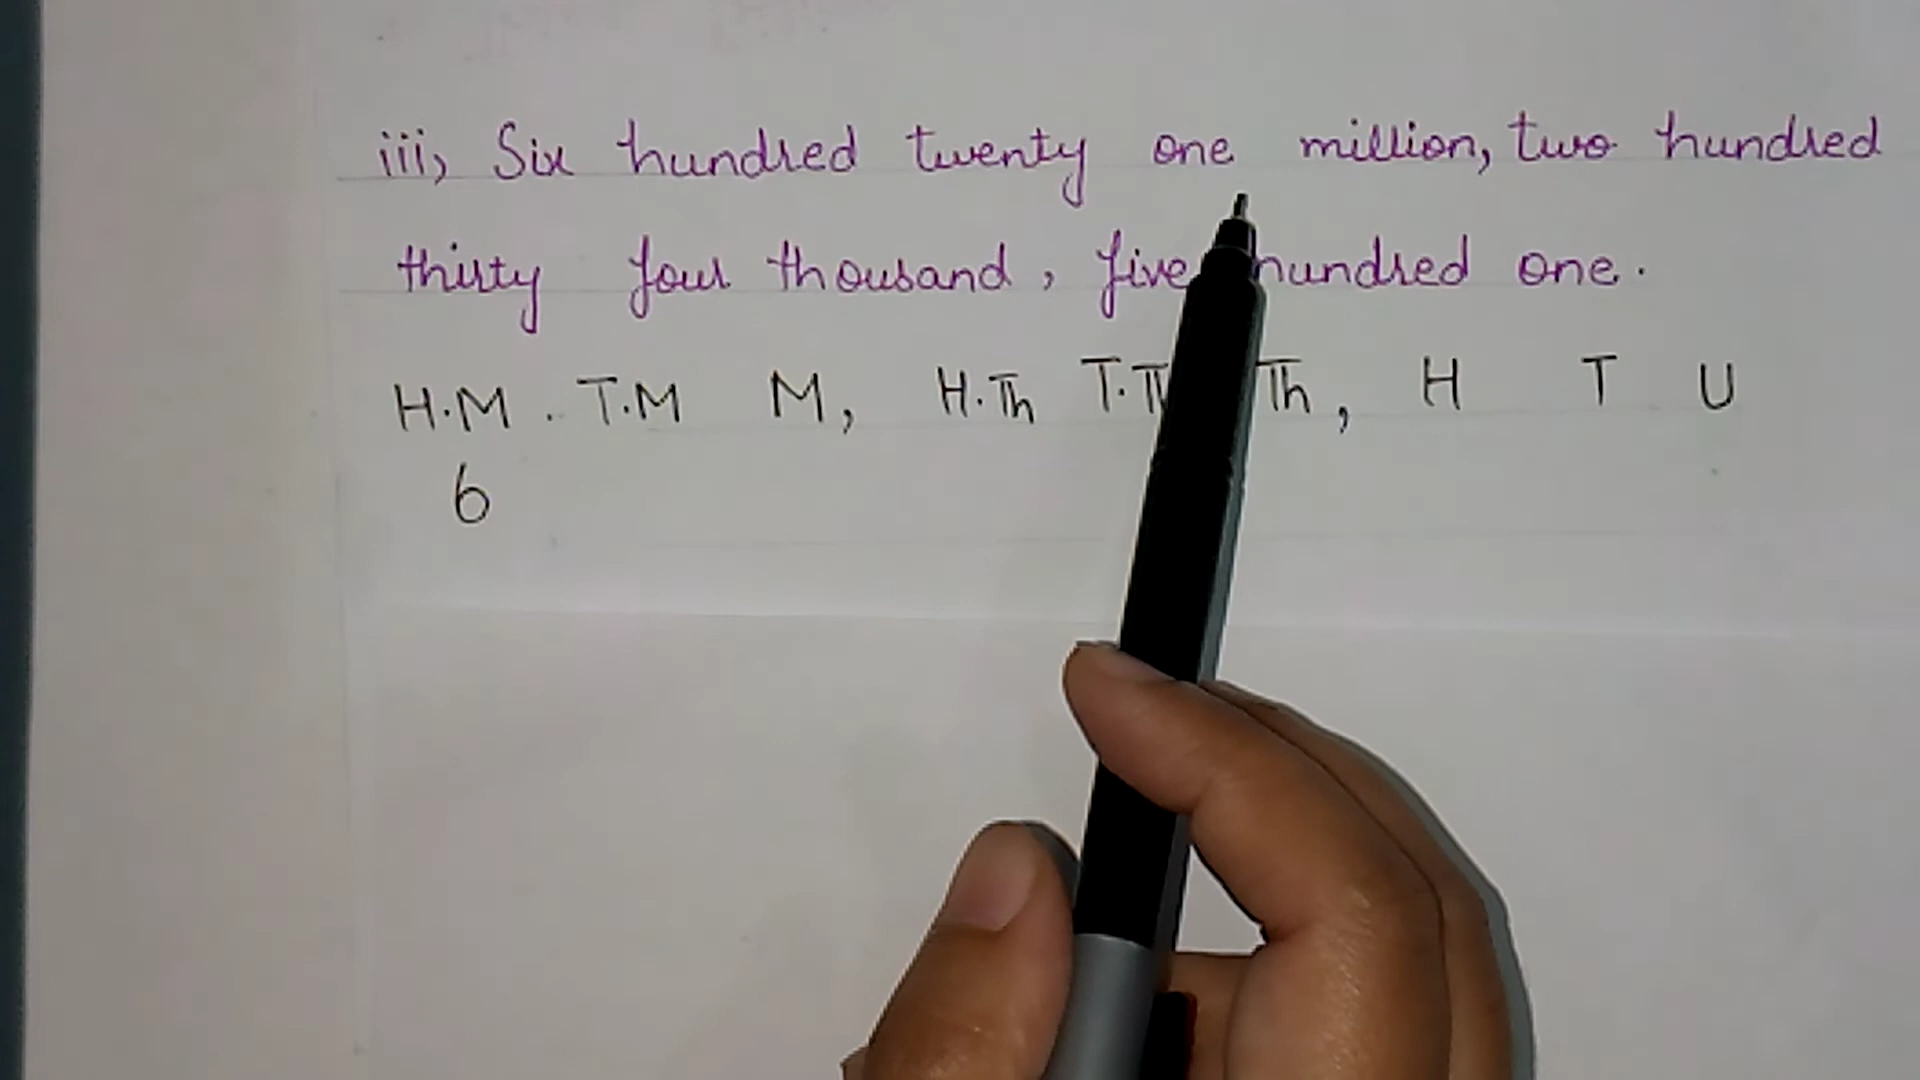 iii, Six hundred twenty one million, two hundred
thirty four thousand, five hundred one.
H.M . T.M M, H.Th T.Th Th, H T U
6